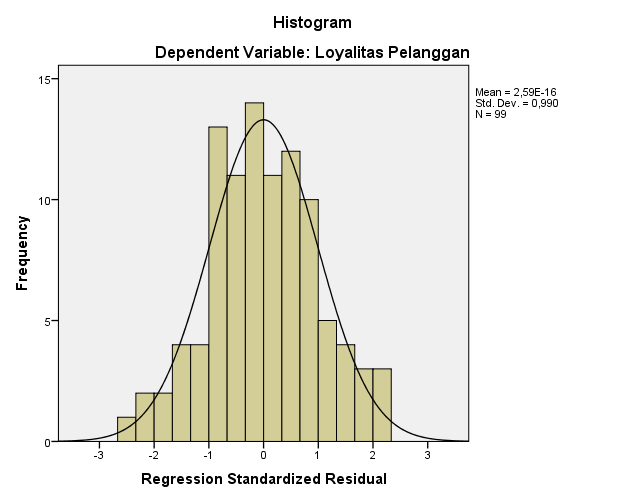 Histogram
Dependent Variable: Loyalitas Pelanggan
Mean = 2,59E-16
Std. Dev. = 0,990
N = 99
Frequency
15
10
5
0
-3 -2 -1 0 1 2 3
Regression Standardized Residual